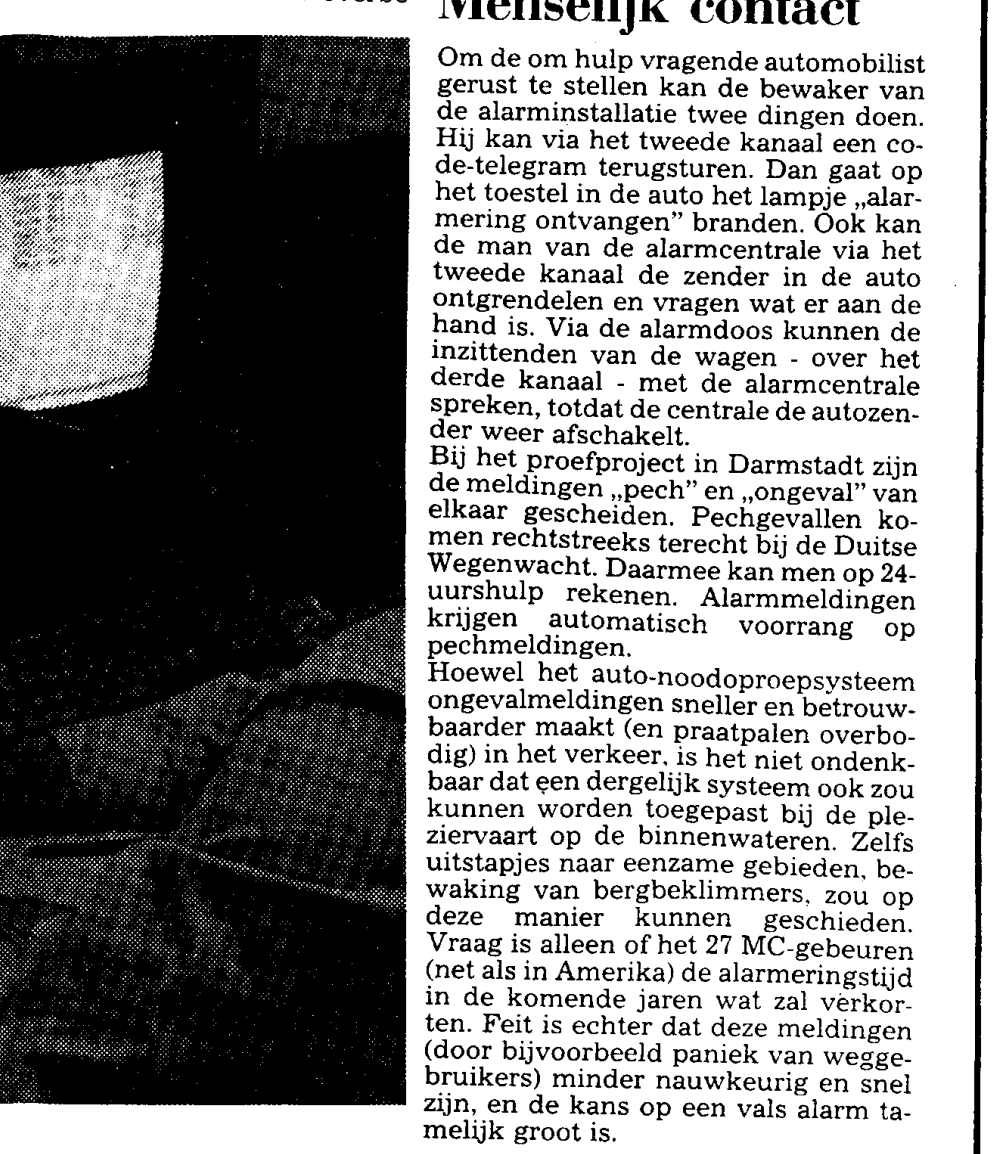 Menselijk contact
Om de om hulp vragende automobilist
gerust te stellen kan de bewaker van
de alarminstallatie twee dingen doen.
Hij kan via het tweede kanaal een co-
de-telegram terugsturen. Dan gaat op
het toestel in de auto het lampje „alar-
mering ontvangen” branden. Ook kan
de man van de alarmcentrale via het
tweede kanaal de zender in de auto
ontgrendelen en vragen wat er aan de
hand is. Via de alarmdoos kunnen de
inzittenden van de wagen - over het
derde kanaal - met de alarmcentrale
spreken, totdat de centrale de autozen-
der weer afschakelt.
Bij het proefproject in Darmstadt zijn
de meldingen „pech” en „ongeval” van
elkaar gescheiden. Pechgevallen ko-
men rechtstreeks terecht bij de Duitse
Wegenwacht. Daarmee kan men op 24-
uurshulp rekenen. Alarmmeldingen
krijgen automatisch voorrang op
pechmeldingen.
Hoewel het auto-noodoproepsysteem
ongevalmeldingen sneller en betrouw-
baarder maakt (en praatpalen overbo-
dig) in het verkeer, is het niet ondenk-
baar dat een dergelijk systeem ook zou
kunnen worden toegepast bij de ple-
ziervaart op de binnenwateren. Zelfs
uitstapjes naar eenzame gebieden, be-
waking van bergbeklimmers, zou op
deze manier kunnen geschieden.
Vraag is alleen of het 27 MC-gebeuren
(net als in Amerika) de alarmeringstijd
in de komende jaren wat zal verkor-
ten. Feit is echter dat deze meldingen
(door bijvoorbeeld paniek van wegge-
bruikers) minder nauwkeurig en snel
zijn, en de kans op een vals alarm ta-
melijk groot is.